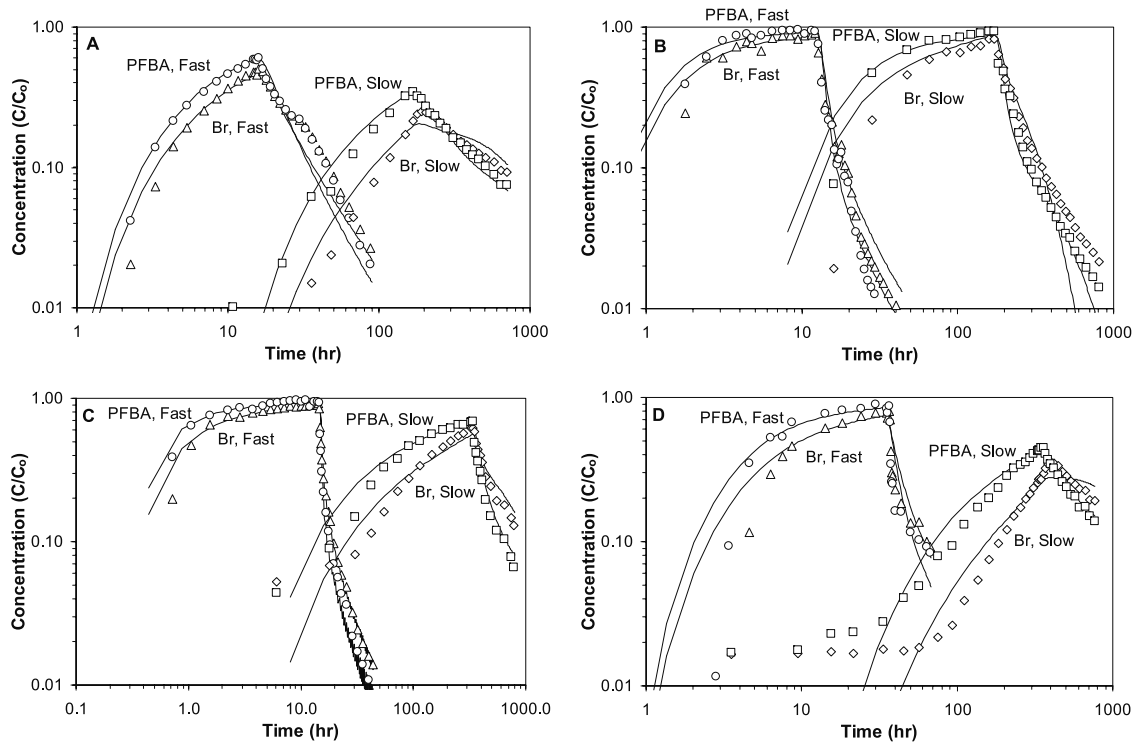 A
PFBA, Fast
Br, Fast
PFBA, Slow
Br, Slow
Concentration (C/Co)
1.00
0.10
0.01
1
10
100
1000
Time (hr)
B
PFBA, Fast
Br, Fast
PFBA, Slow
Br, Slow
Concentration (C/Co)
1.00
0.10
0.01
1
10
100
1000
Time (hr)
C
PFBA, Fast
Br, Fast
PFBA, Slow
Br, Slow
Concentration (C/Co)
1.00
0.10
0.01
0.1
1.0
10.0
100.0
1000.0
Time (hr)
D
PFBA, Fast
Br, Fast
PFBA, Slow
Br, Slow
Concentration (C/Co)
1.00
0.10
0.01
1
10
100
1000
Time (hr)